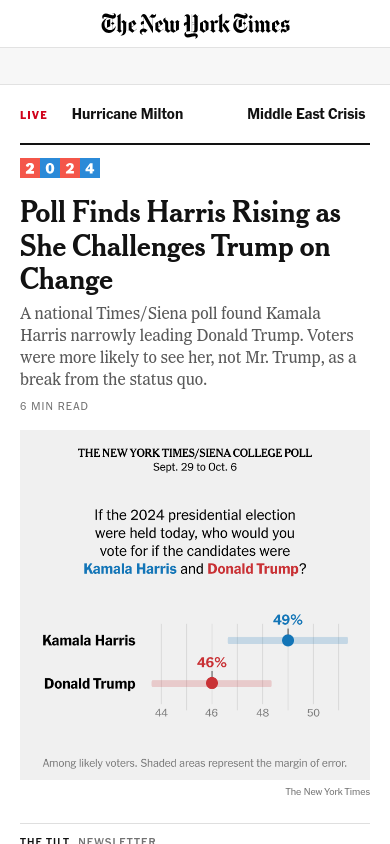 The New York Times
LIVE Hurricane Milton Middle East Crisis
2024
Poll Finds Harris Rising as
She Challenges Trump on
Change
A national Times/Siena poll found Kamala
Harris narrowly leading Donald Trump. Voters
were more likely to see her, not Mr. Trump, as a
break from the status quo.
6 MIN READ
THE NEW YORK TIMES/SIENA COLLEGE POLL
Sept. 29 to Oct. 6
If the 2024 presidential election
were held today, who would you
vote for if the candidates were
Kamala Harris and Donald Trump?
49%
Kamala Harris
46%
Donald Trump
44 46 48 50
Among likely voters. Shaded areas represent the margin of error.
The New York Times
THE TILT NEWSLETTER